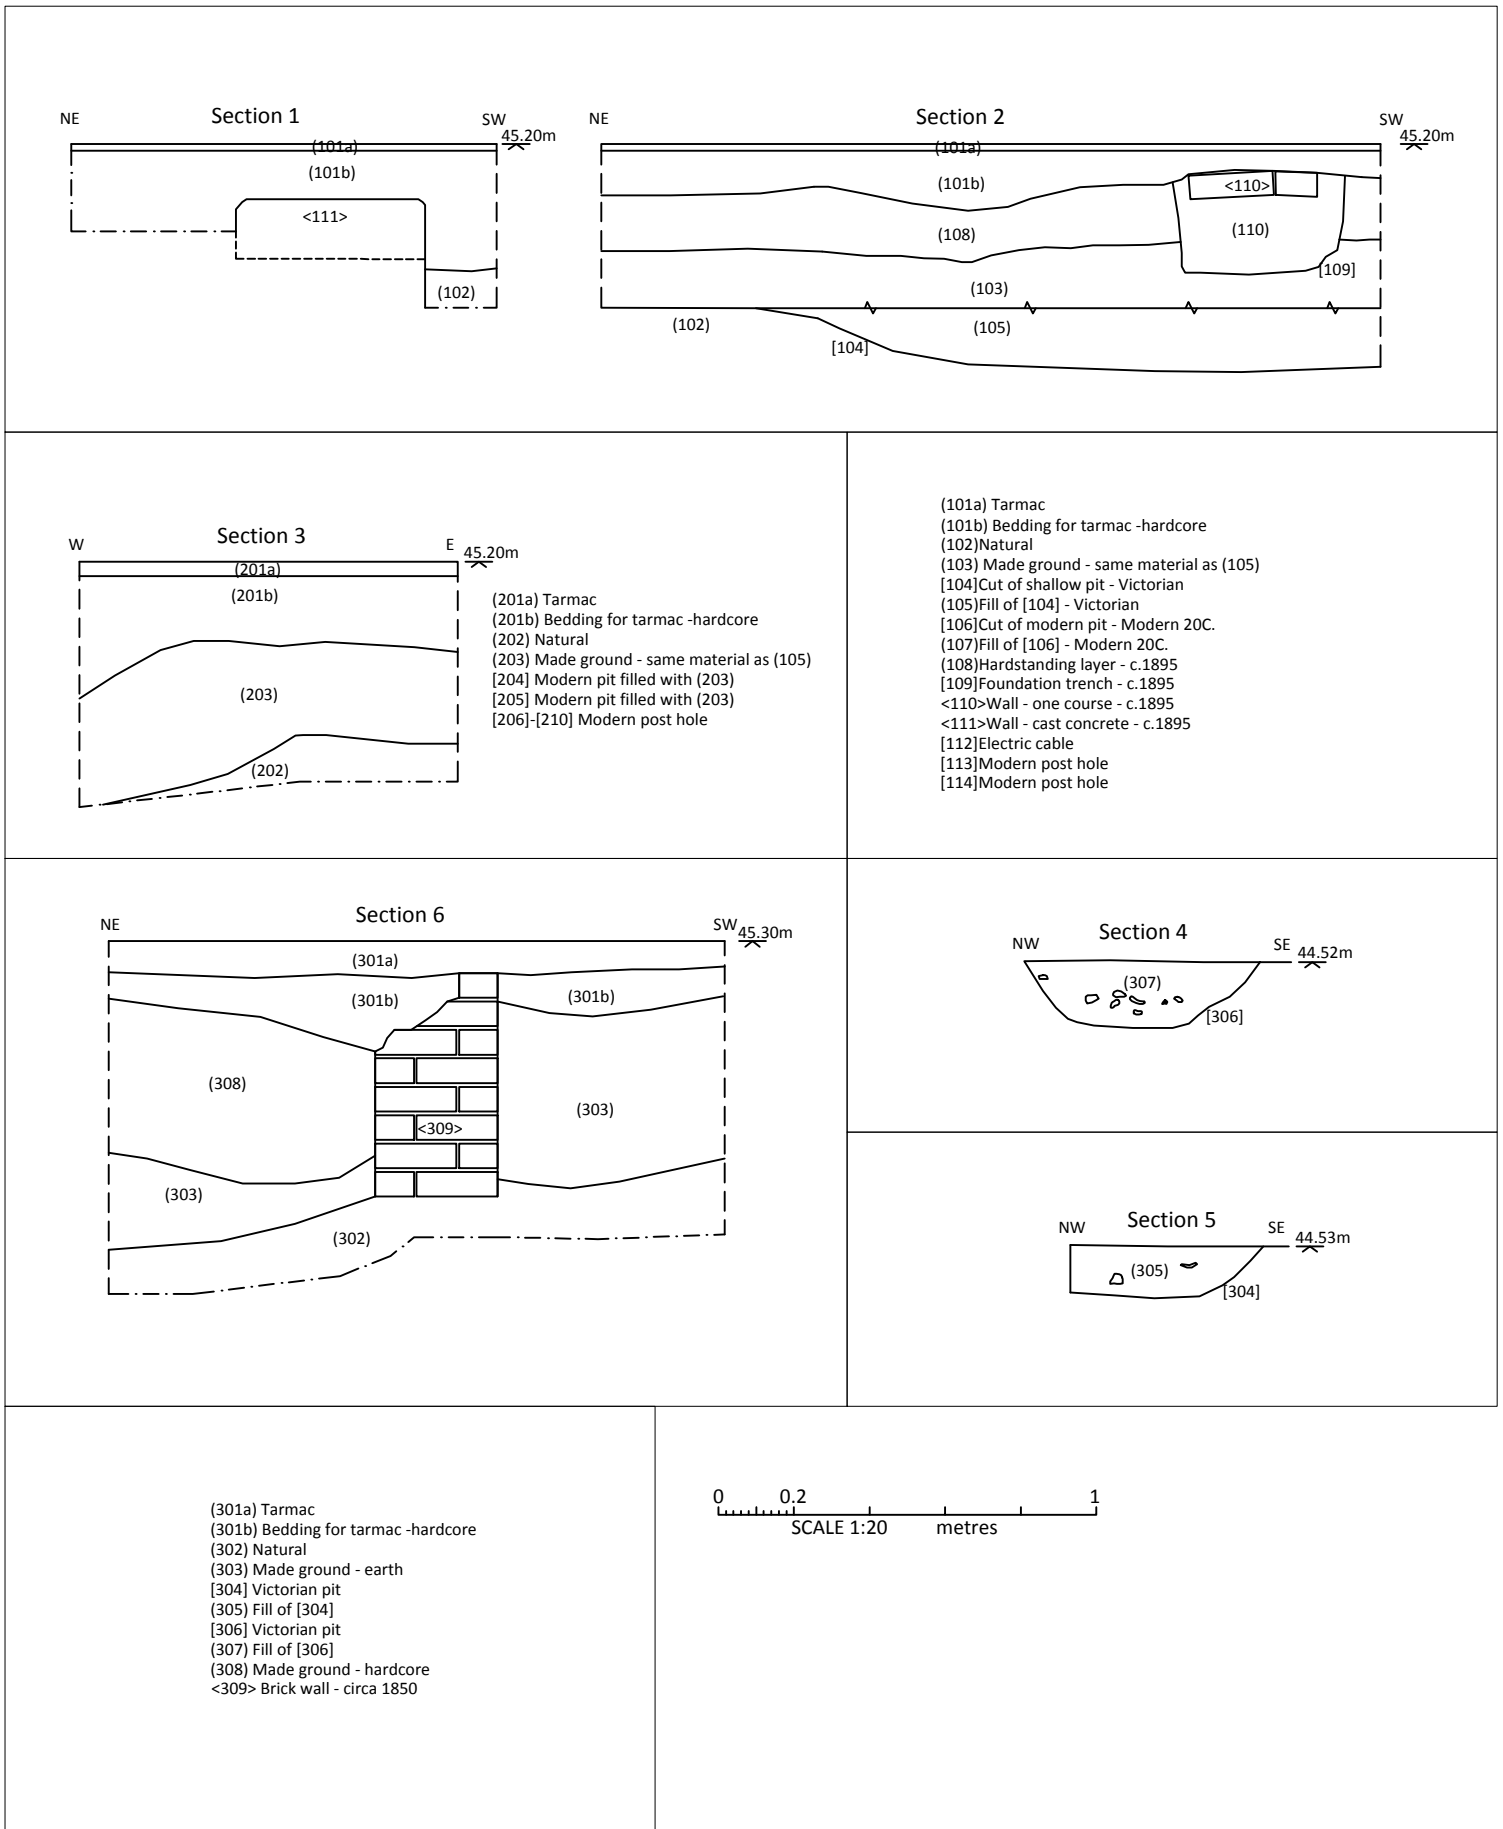 Section 1
NE
SW
45.20m
(101a)
(101b)
<111>
(102)
Section 2
NE
SW
45.20m
(101a)
(101b)
<110>
(108)
(110)
[109]
(103)
(102)
(105)
[104]
Section 3
W
E
45.20m
(201a)
(201b)
(203)
(202)
(201a) Tarmac
(201b) Bedding for tarmac -hardcore
(202) Natural
(203) Made ground - same material as (105)
[204] Modern pit filled with (203)
[205] Modern pit filled with (203)
[206]-[210] Modern post hole
(101a) Tarmac
(101b) Bedding for tarmac -hardcore
(102)Natural
(103) Made ground - same material as (105)
[104]Cut of shallow pit - Victorian
(105)Fill of [104] - Victorian
[106]Cut of modern pit - Modern 20C.
(107)Fill of [106] - Modern 20C.
(108)Hardstanding layer - c.1895
[109]Foundation trench - c.1895
<110>Wall - one course - c.1895
<111>Wall - cast concrete - c.1895
[112]Electric cable
[113]Modern post hole
[114]Modern post hole
Section 6
NE
SW
45.30m
(301a)
(301b)
(301b)
(308)
(303)
<309>
(303)
(302)
Section 4
NW
SE
44.52m
(307)
[306]
Section 5
NW
SE
44.53m
(305)
[304]
(301a) Tarmac
(301b) Bedding for tarmac -hardcore
(302) Natural
(303) Made ground - earth
[304] Victorian pit
(305) Fill of [304]
[306] Victorian pit
(307) Fill of [306]
(308) Made ground - hardcore
<309> Brick wall - circa 1850
0 0.2 1
SCALE 1:20 metres